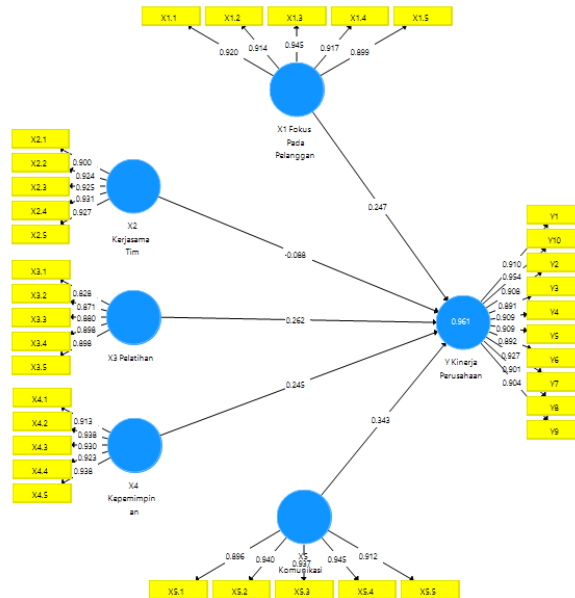 X1.1 X1.2 X1.3 X1.4 X1.5
0.920 0.914 0.945 0.917 0.899
X1 Fokus
Pada
Pelanggan
X2.1
X2.2
X2.3
X2.4
X2.5
0.900
0.924
0.925
0.931
0.927
X2
Kerjasama
Tim
X3.1
X3.2
X3.3
X3.4
X3.5
0.828
0.871
0.880
0.898
0.898
X3 Pelatihan
X4.1
X4.2
X4.3
X4.4
X4.5
0.913
0.938
0.930
0.923
0.938
X4
Kepemimpin
an
0.247
-0.088
0.262
0.245
0.343
0.961
Y Kinerja
Perusahaan
0.910
0.954
0.908
0.891
0.909
0.909
0.892
0.927
0.901
0.904
Y1
Y10
Y2
Y3
Y4
Y5
Y6
Y7
Y8
Y9
X5
Komunikasi
0.896 0.940 0.937 0.945 0.912
X5.1 X5.2 X5.3 X5.4 X5.5